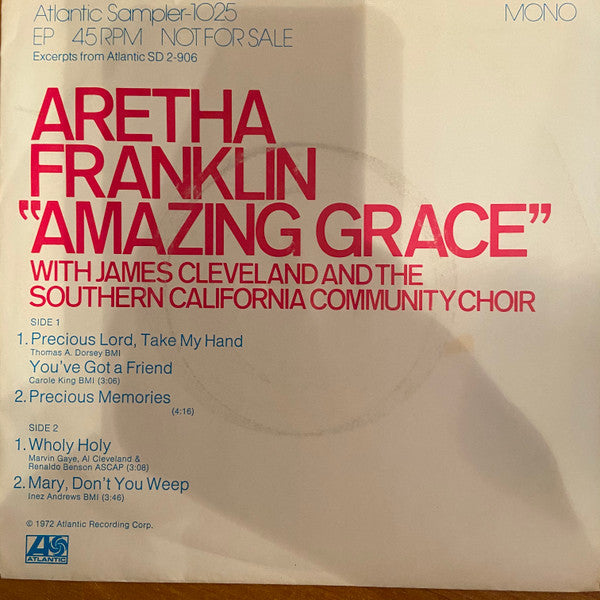 Atlantic Sampler-1025 MONO
EP 45RPM NOT FOR SALE
Excerpts from Atlantic SD 2-906
ARETHA
FRANKLIN
“AMAZING GRACE”
WITH JAMES CLEVELAND AND THE
SOUTHERN CALIFORNIA COMMUNITY CHOIR
SIDE 1
1. Precious Lord, Take My Hand
Thomas A. Dorsey BMI
You've Got a Friend
Carole King BMI (3:06)
2. Precious Memories
(4:16)
SIDE 2
1. Wholy Holy
Marvin Gaye, Al Cleveland &
Renaldo Benson ASCAP (3:08)
2. Mary, Don't You Weep
Inez Andrews BMI (3:46)
© 1972 Atlantic Recording Corp.
ATLANTIC